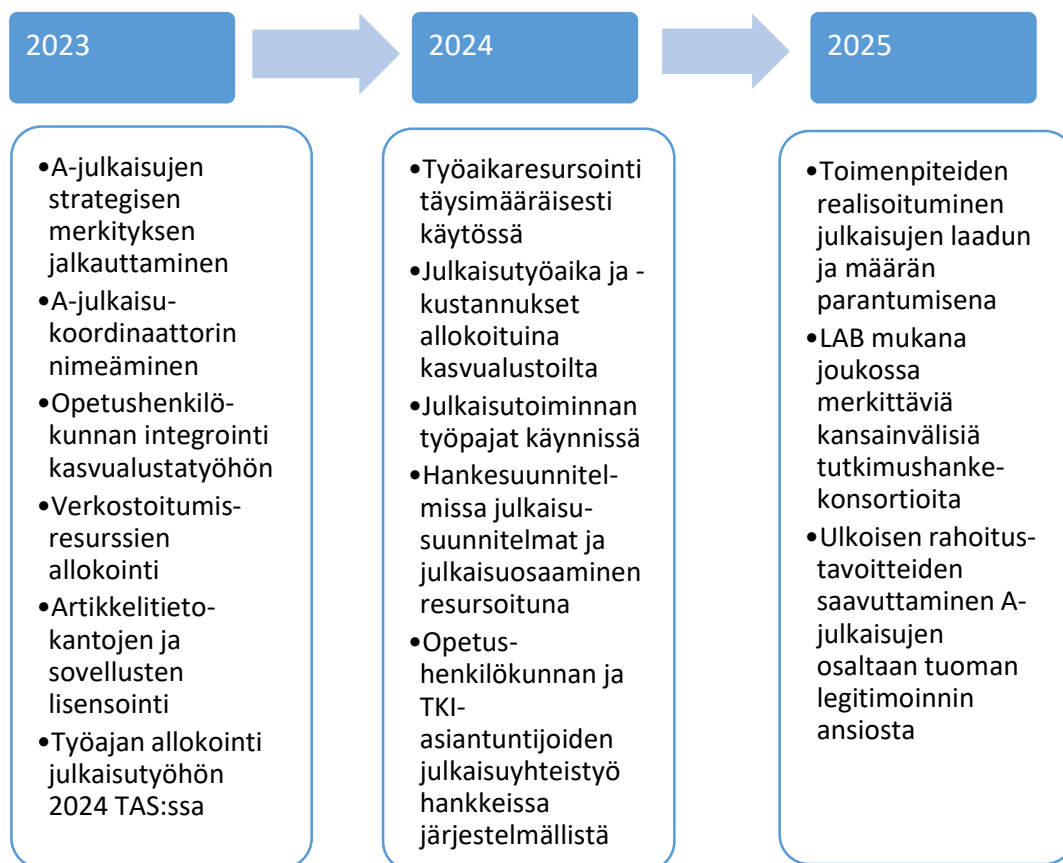 2023
•A-julkaisujen
strategisen
merkityksen
jalkauttaminen
•A-julkaisu-
koordinaattorin
nimeäminen
•Opetushenkilö-
kunnan integrointi
kasvualustatyöhön
•Verkostoitumis-
resurssien
allokointi
•Artikkelitieto-
kantojen ja
sovellusten
lisensointi
•Työajan allokointi
julkaisutyöhön
2024 TAS:ssa
2024
•Työaikaresursointi
täysimääräisesti
käytössä
•Julkaisutyöaika ja -
kustannukset
allokoituina
kasvualustoilta
•Julkaisutoiminnan
työpajat käynnissä
•Hankesuunnitel-
missa julkaisu-
suunnitelmat ja
julkaisuosaaminen
resursoituna
•Opetus-
henkilökunnan ja
TKI-
asiantuntijoiden
julkaisuyhteistyö
hankkeissa
järjestelmällistä
2025
•Toimenpiteiden
realisoituminen
julkaisujen laadun
ja määrän
parantumisena
•LAB mukana
joukossa
merkittäviä
kansainvälisiä
tutkimushanke-
konsortioita
•Ulkoisen rahoitus-
tavoitteiden
saavuttaminen A-
julkaisujen
osaltaan tuoman
legitimoinnin
ansiosta